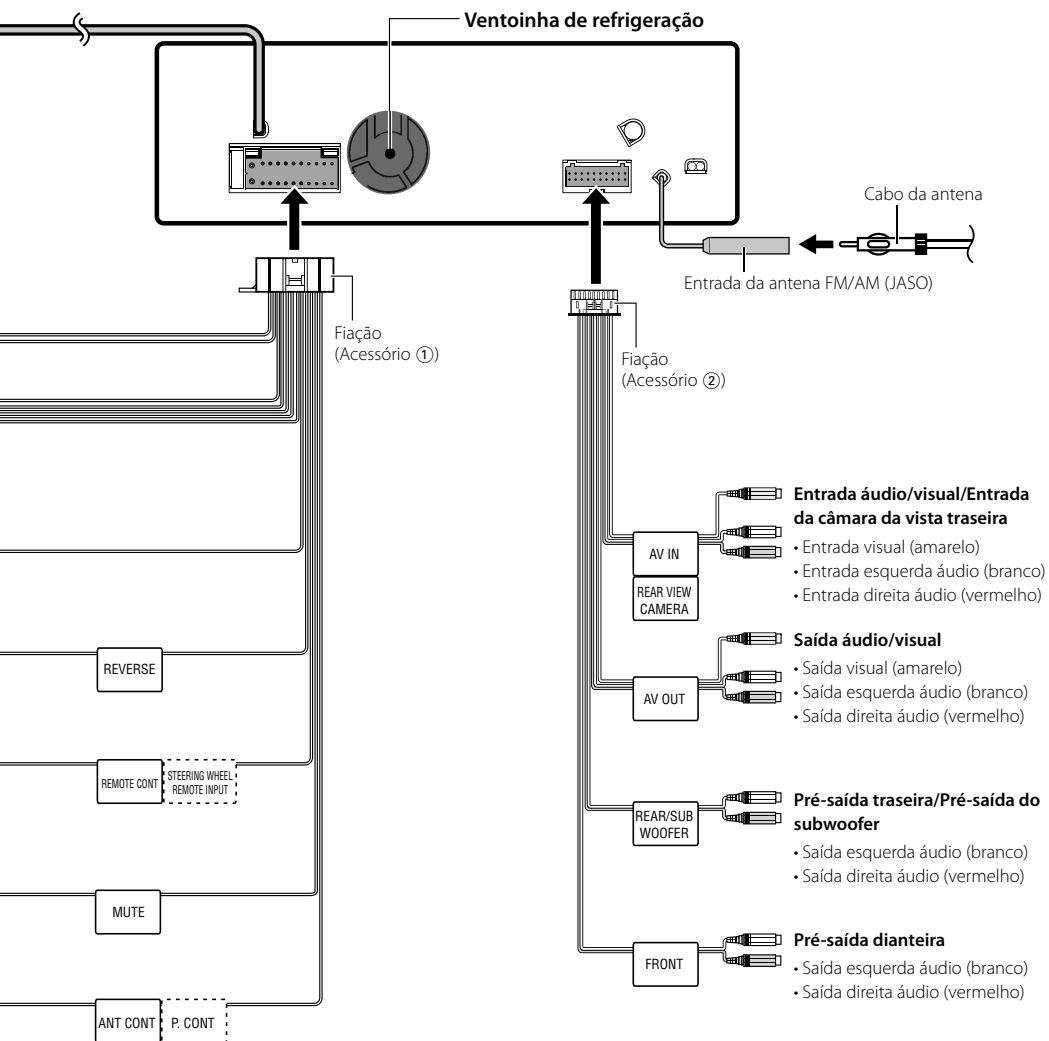 Ventoinha de refrigeração
Cabo da antena
Entrada da antena FM/AM (JASO)
Fiação
(Acessório ①)
Fiação
(Acessório ②)
AV IN
REAR VIEW
CAMERA
Entrada áudio/visual/Entrada
da câmara da vista traseira
• Entrada visual (amarelo)
• Entrada esquerda áudio (branco)
• Entrada direita áudio (vermelho)
REVERSE
AV OUT
Saída áudio/visual
• Saída visual (amarelo)
• Saída esquerda áudio (branco)
• Saída direita áudio (vermelho)
REMOTE CONT
STEERING WHEEL
REMOTE INPUT
REAR/SUB
WOOFER
Pré-saída traseira/Pré-saída do
subwoofer
• Saída esquerda áudio (branco)
• Saída direita áudio (vermelho)
MUTE
FRONT
Pré-saída dianteira
• Saída esquerda áudio (branco)
• Saída direita áudio (vermelho)
ANT CONT
P. CONT